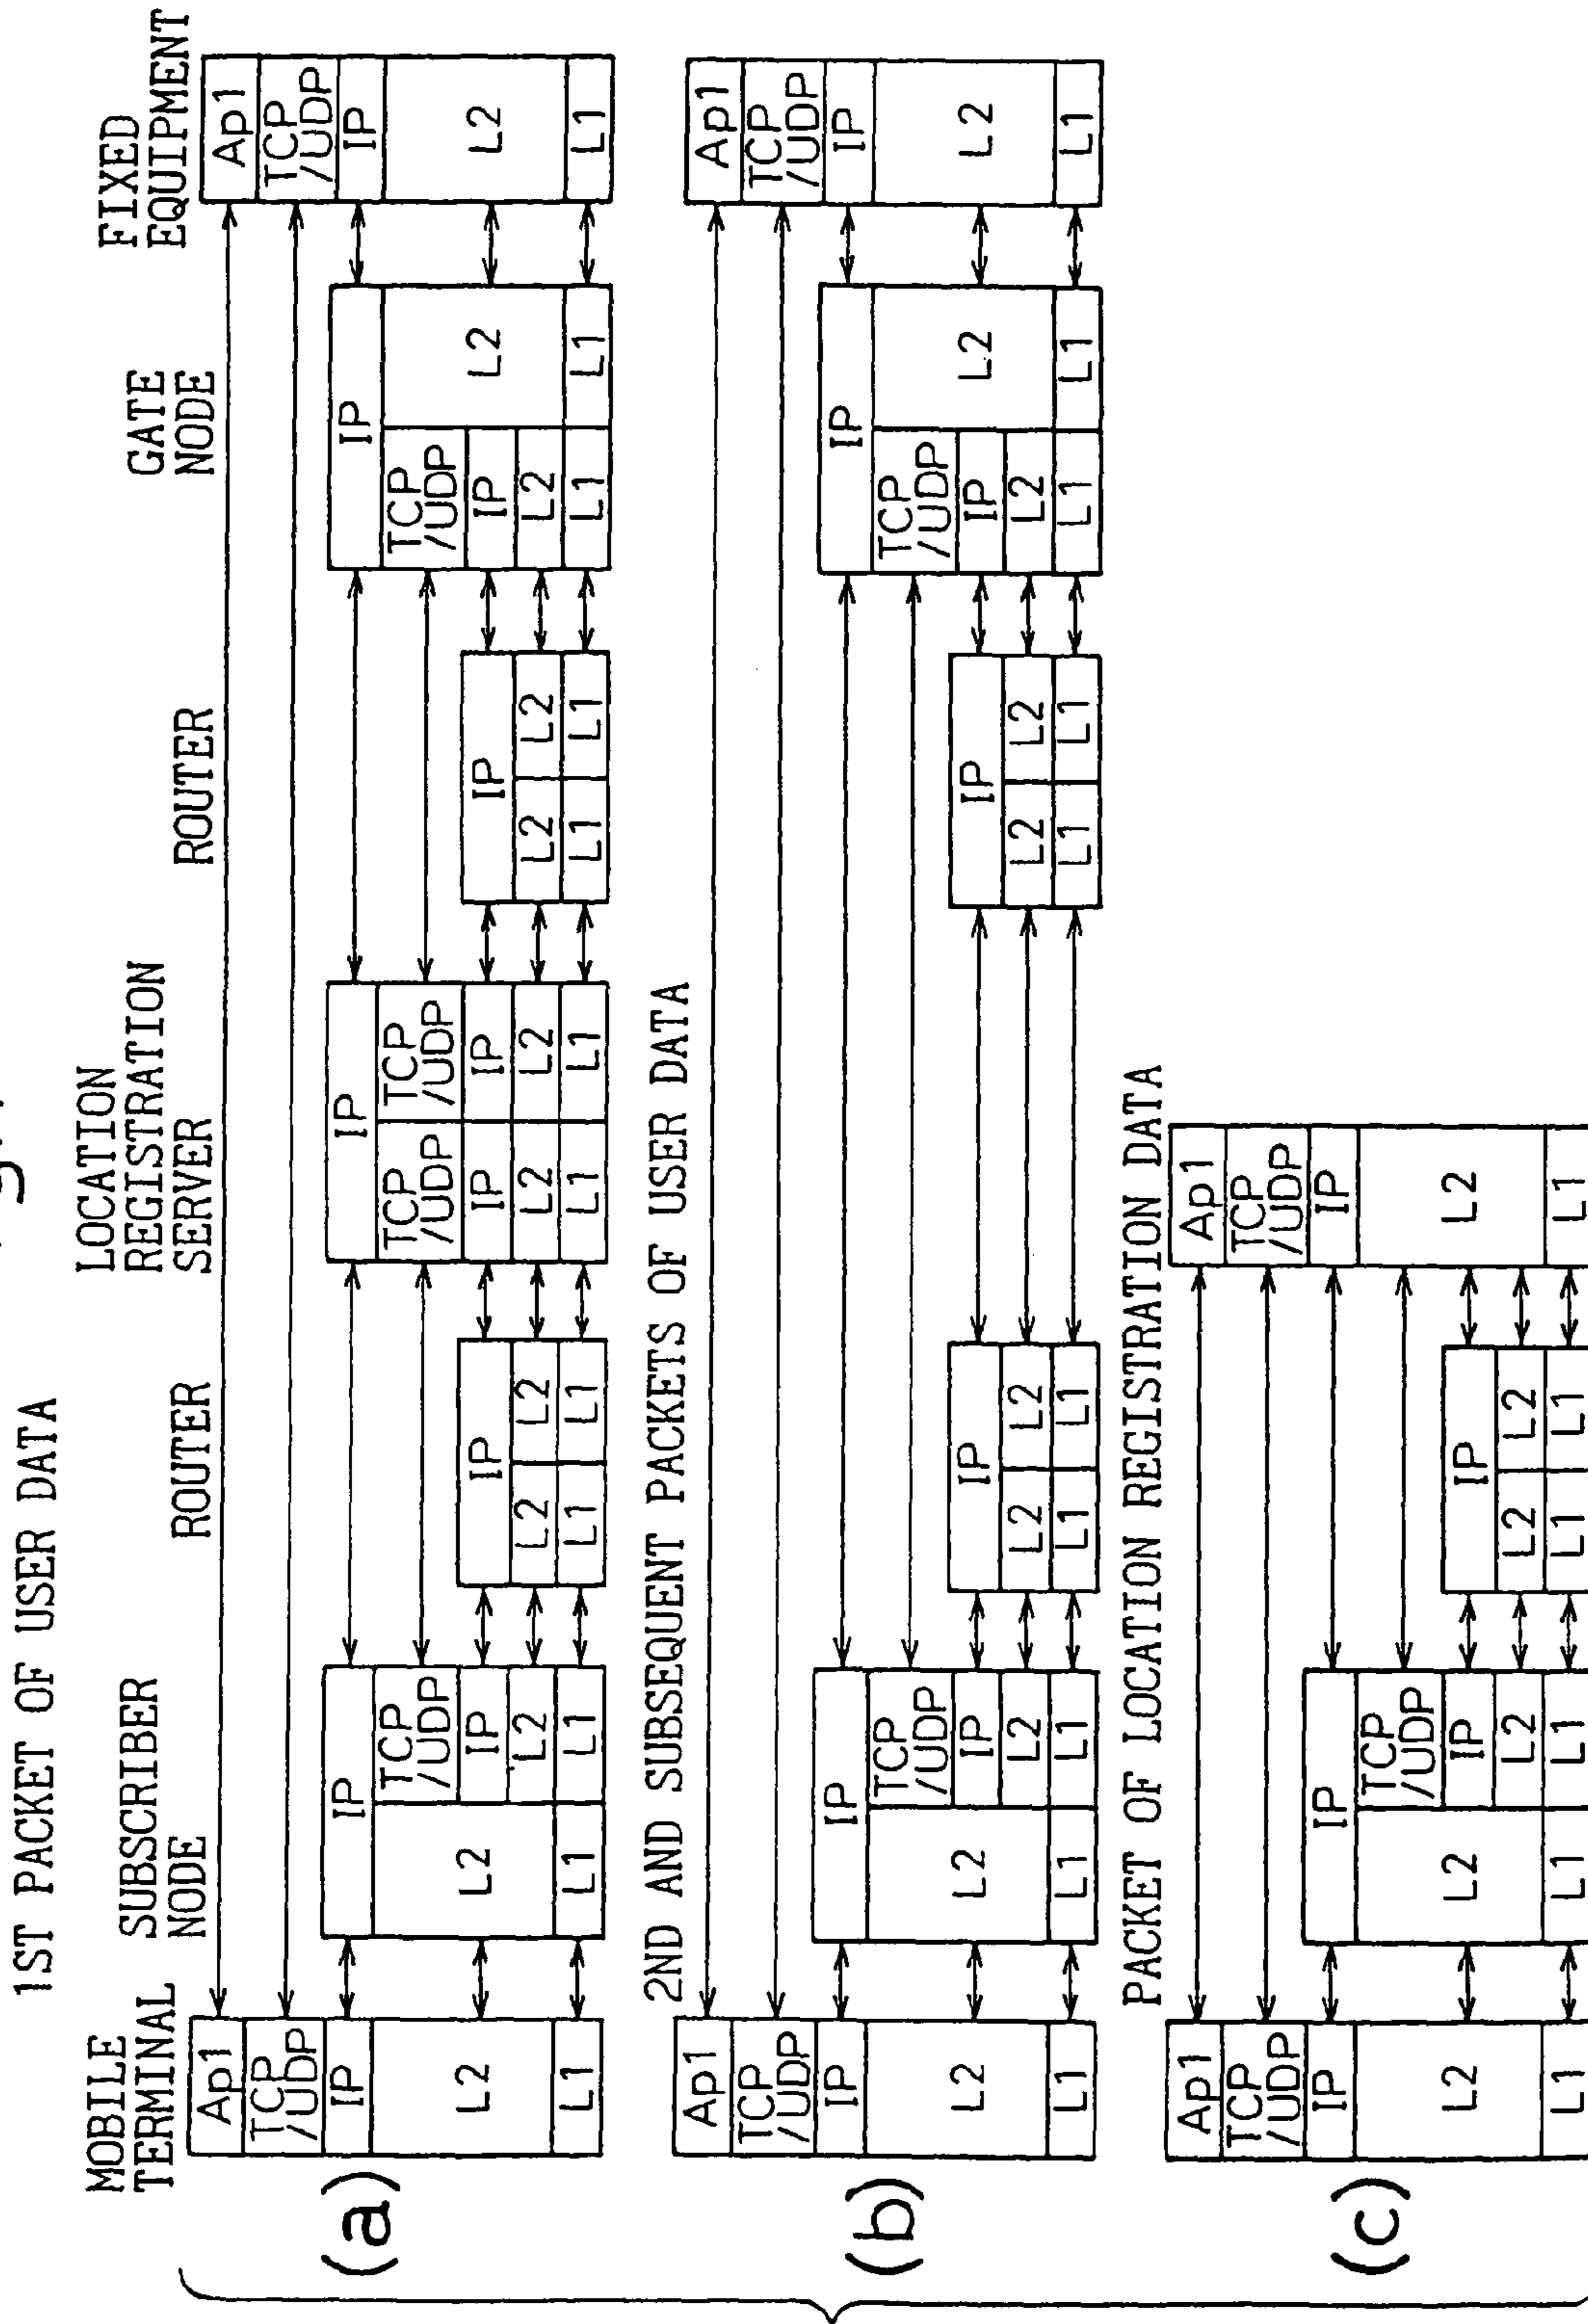 1ST PACKET OF USER DATA
MOBILE
TERMINAL
SUBSCRIBER
NODE
ROUTER
LOCATION
REGISTRATION
SERVER
ROUTER
GATE
NODE
FIXED
EQUIPMENT
(a)
Ap1
TCP
/UDP
IP
L2
L1
IP
L2
L1
TCP
/UDP
IP
L2
L1
IP
L2 L2
L1 L1
IP
TCP
/UDP
IP
L2
L1
TCP
/UDP
IP
L2
L1
IP
L2 L2
L1 L1
IP
TCP
/UDP
IP
L2
L1
L2
L1
Ap1
TCP
/UDP
IP
L2
L1
2ND AND SUBSEQUENT PACKETS OF USER DATA
(b)
Ap1
TCP
/UDP
IP
L2
L1
IP
L2
L1
TCP
/UDP
IP
L2
L1
IP
L2 L2
L1 L1
IP
L2 L2
L1 L1
IP
TCP
/UDP
IP
L2
L1
L2
L1
Ap1
TCP
/UDP
IP
L2
L1
PACKET OF LOCATION REGISTRATION DATA
(c)
Ap1
TCP
/UDP
IP
L2
L1
IP
L2
L1
TCP
/UDP
IP
L2
L1
IP
L2 L2
L1 L1
Ap1
TCP
/UDP
IP
L2
L1